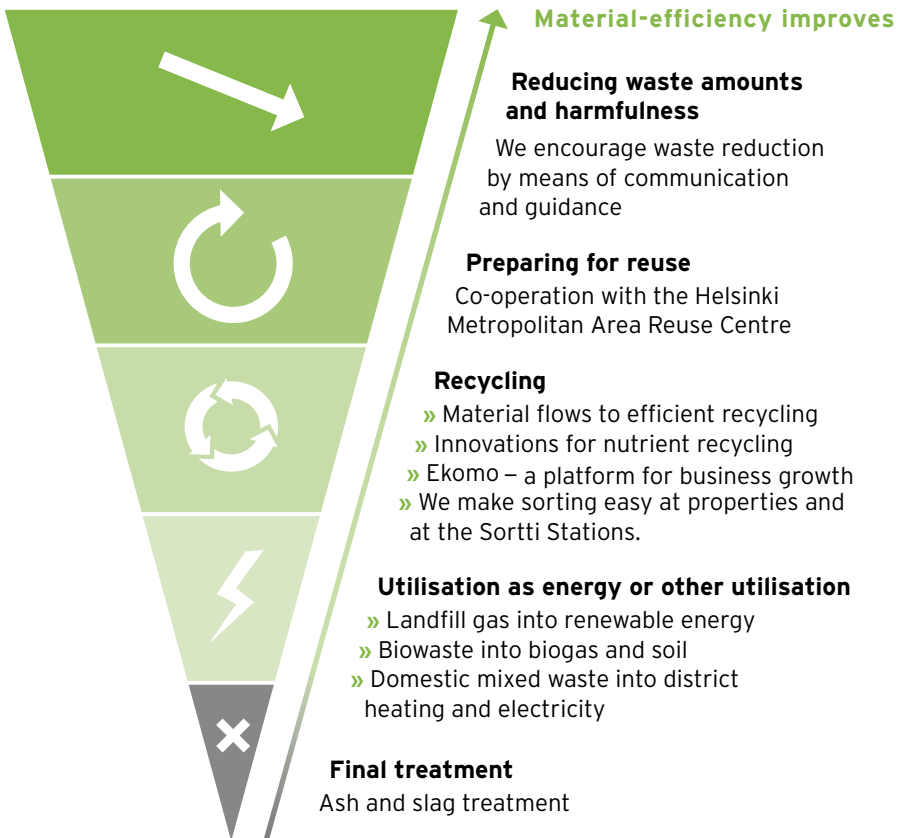 Material-efficiency improves
Reducing waste amounts
and harmfulness
We encourage waste reduction
by means of communication
and guidance
Preparing for reuse
Co-operation with the Helsinki
Metropolitan Area Reuse Centre
Recycling
» Material flows to efficient recycling
» Innovations for nutrient recycling
» Ekomo – a platform for business growth
» We make sorting easy at properties and
at the Sortti Stations.
Utilisation as energy or other utilisation
» Landfill gas into renewable energy
» Biowaste into biogas and soil
» Domestic mixed waste into district
heating and electricity
Final treatment
Ash and slag treatment